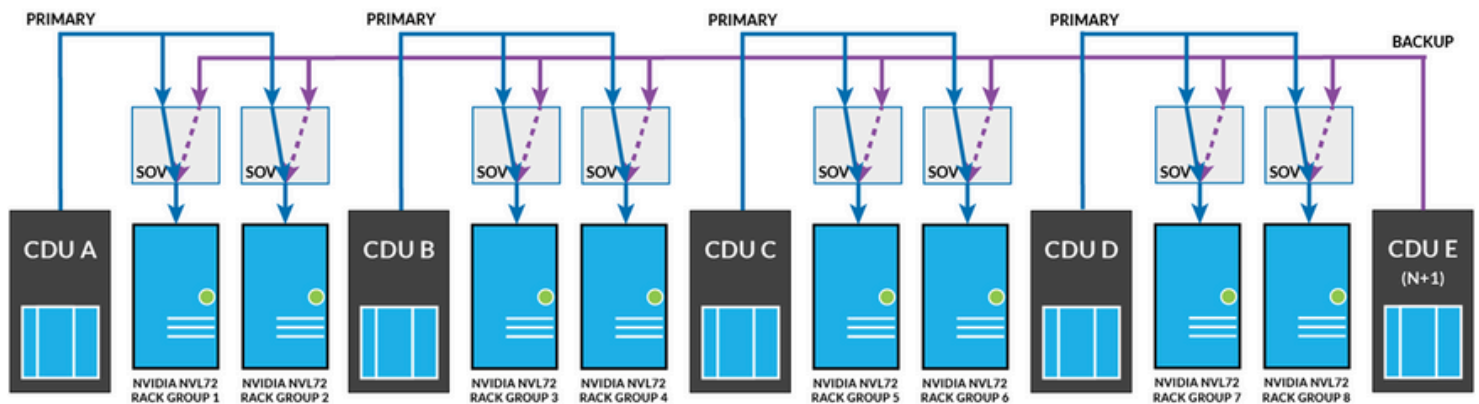 PRIMARY
PRIMARY
PRIMARY
PRIMARY
BACKUP
SOV
SOV
SOV
SOV
SOV
SOV
SOV
SOV
CDU A
CDU B
CDU C
CDU D
CDU E
(N+1)
NVIDIA NVL72
RACK GROUP 1
NVIDIA NVL72
RACK GROUP 2
NVIDIA NVL72
RACK GROUP 3
NVIDIA NVL72
RACK GROUP 4
NVIDIA NVL72
RACK GROUP 5
NVIDIA NVL72
RACK GROUP 6
NVIDIA NVL72
RACK GROUP 7
NVIDIA NVL72
RACK GROUP 8